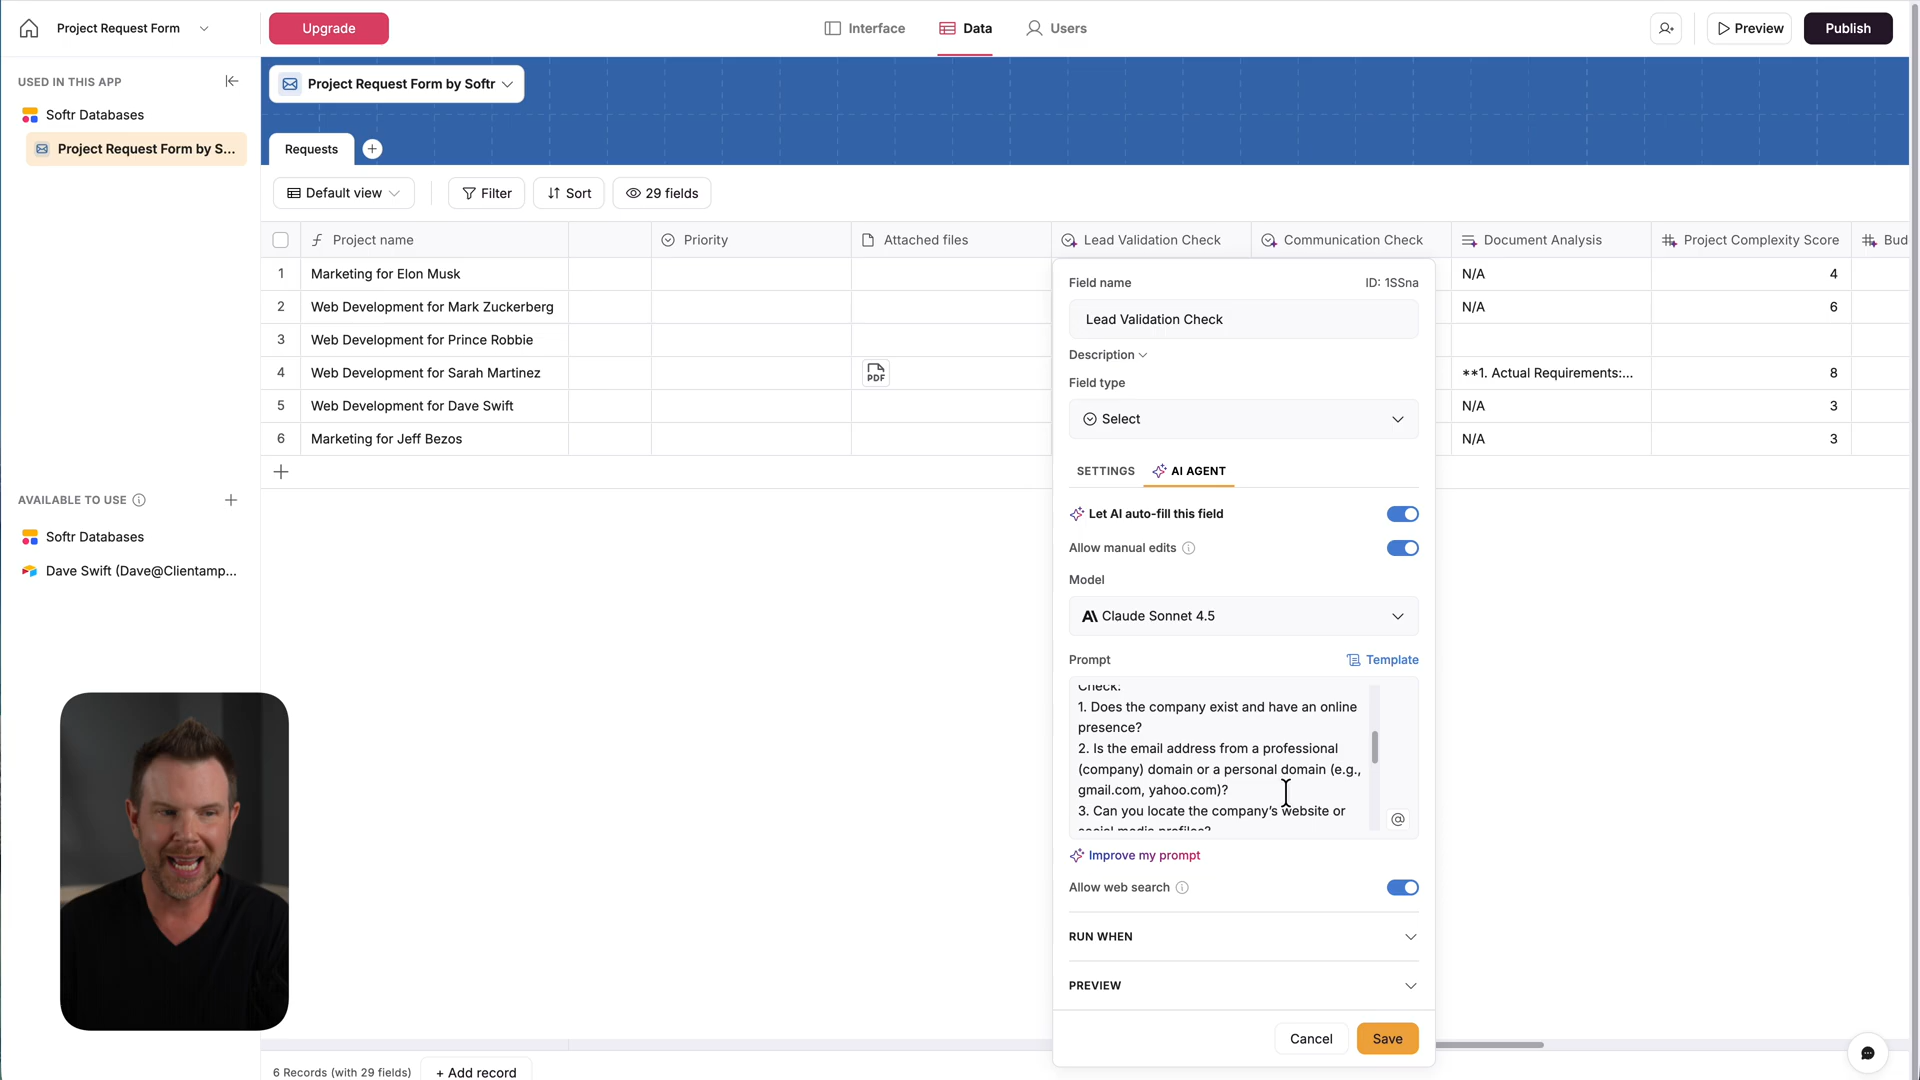 Project Request Form
Upgrade
Interface
Data
Users
Preview
Publish
USED IN THIS APP
Softr Databases
Project Request Form by S...
AVAILABLE TO USE
Softr Databases
Dave Swift (Dave@Clientamp...
Project Request Form by Softr
Requests
Default view
Filter
Sort
29 fields
Project name
Priority
Attached files
Lead Validation Check
Communication Check
Document Analysis
Project Complexity Score
Bud
1 Marketing for Elon Musk N/A 4
2 Web Development for Mark Zuckerberg N/A 6
3 Web Development for Prince Robbie
4 Web Development for Sarah Martinez PDF **1. Actual Requirements:... 8
5 Web Development for Dave Swift N/A 3
6 Marketing for Jeff Bezos N/A 3
Field name
ID: 1SSna
Lead Validation Check
Description
Field type
Select
SETTINGS
AI AGENT
Let AI auto-fill this field
Allow manual edits
Model
Claude Sonnet 4.5
Prompt
Template
Check:
1. Does the company exist and have an online
presence?
2. Is the email address from a professional
(company) domain or a personal domain (e.g.,
gmail.com, yahoo.com)?
3. Can you locate the company's website or
social media profiles?
@
Improve my prompt
Allow web search
RUN WHEN
PREVIEW
Cancel
Save
6 Records (with 29 fields)
+ Add record